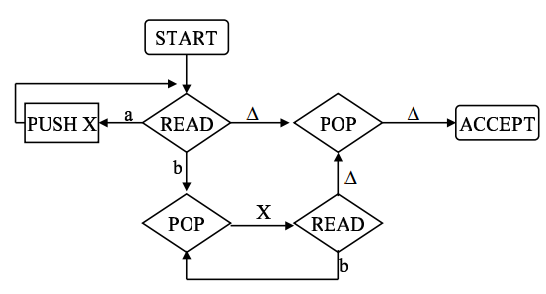 START
PUSH X
a
READ
Δ
POP
Δ
ACCEPT
b
Δ
POP
X
READ
b